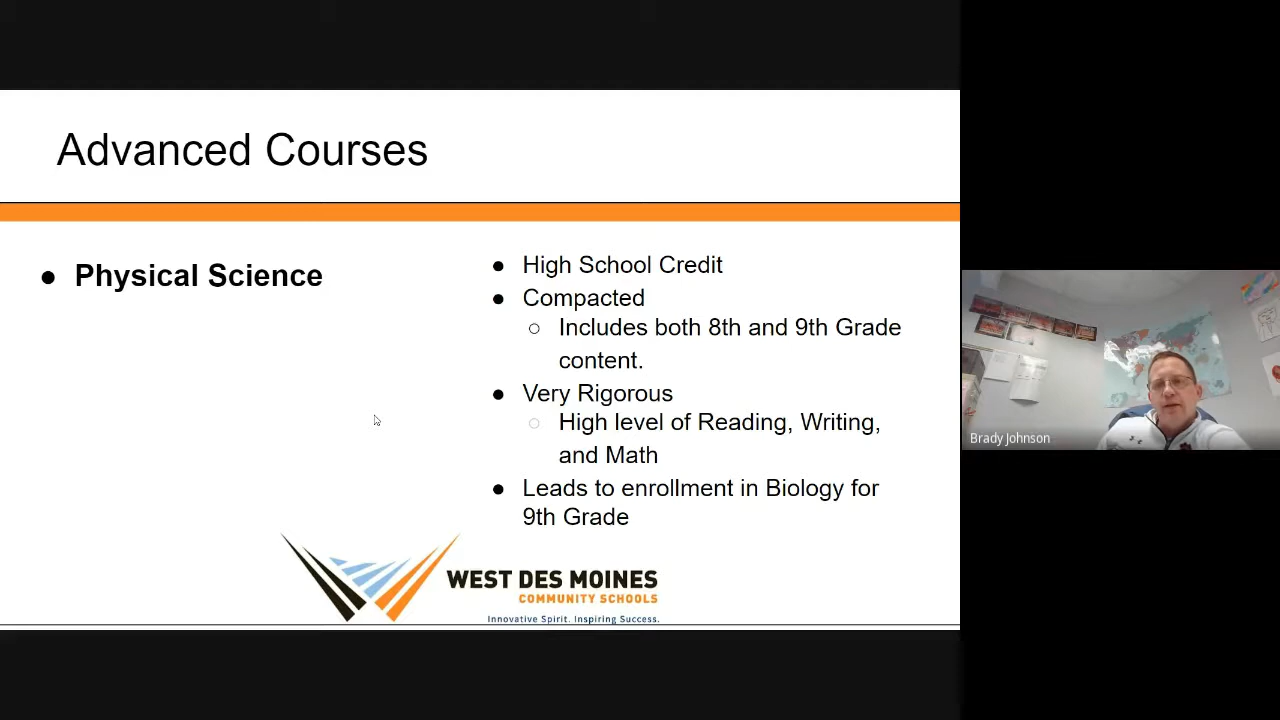 Advanced Courses
● Physical Science
● High School Credit
● Compacted
○ Includes both 8th and 9th Grade
content.
● Very Rigorous
○ High level of Reading, Writing,
and Math
● Leads to enrollment in Biology for
9th Grade
WEST DES MOINES
COMMUNITY SCHOOLS
Innovative Spirit. Inspiring Success.
Brady Johnson